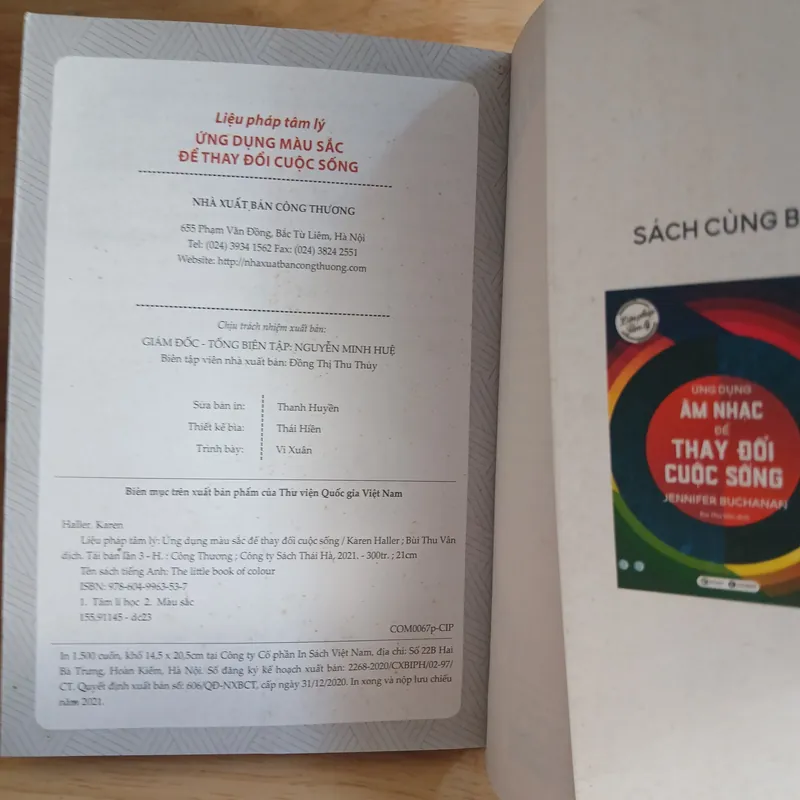 Liệu pháp tâm lý
ỨNG DỤNG MÀU SẮC
ĐỂ THAY ĐỔI CUỘC SỐNG
NHÀ XUẤT BẢN CÔNG THƯƠNG
655 Phạm Văn Đồng, Bắc Từ Liêm, Hà Nội
Tel: (024) 3934 1562 Fax: (024) 3824 2551
Website: http://nhaxuatbancongthuong.com
Chịu trách nhiệm xuất bản:
GIÁM ĐỐC - TỔNG BIÊN TẬP: NGUYỄN MINH HUỆ
Biên tập viên nhà xuất bản: Đồng Thị Thu Thủy
Sửa bản in: Thanh Huyền
Thiết kế bìa: Thái Hiền
Trình bày: Vi Xuân
Biên mục trên xuất bản phẩm của Thư viện Quốc gia Việt Nam
Haller, Karen
Liệu pháp tâm lý: Ứng dụng màu sắc để thay đổi cuộc sống / Karen Haller ; Bùi Thu Vân
dịch. Tái bản lần 3 - H. : Công Thương ; Công ty Sách Thái Hà, 2021. - 300tr. ; 21cm
Tên sách tiếng Anh: The little book of colour
ISBN: 978-604-9963-53-7
1. Tâm lí học 2. Màu sắc
155.91145 - dc23
COM0067p-CIP
In 1.500 cuốn, khổ 14,5 x 20,5cm tại Công ty Cổ phần In Sách Việt Nam, địa chỉ: Số 22B Hai
Bà Trưng, Hoàn Kiếm, Hà Nội. Số đăng ký kế hoạch xuất bản: 2268-2020/CXBIPH/02-97/
CT. Quyết định xuất bản số: 606/QĐ-NXBCT, cấp ngày 31/12/2020. In xong và nộp lưu chiểu
năm 2021.
SÁCH CÙNG B
Liệu pháp
tâm lý
ỨNG DỤNG
ÂM NHẠC
ĐỂ
THAY ĐỔI
CUỘC SỐNG
JENNIFER BUCHANAN